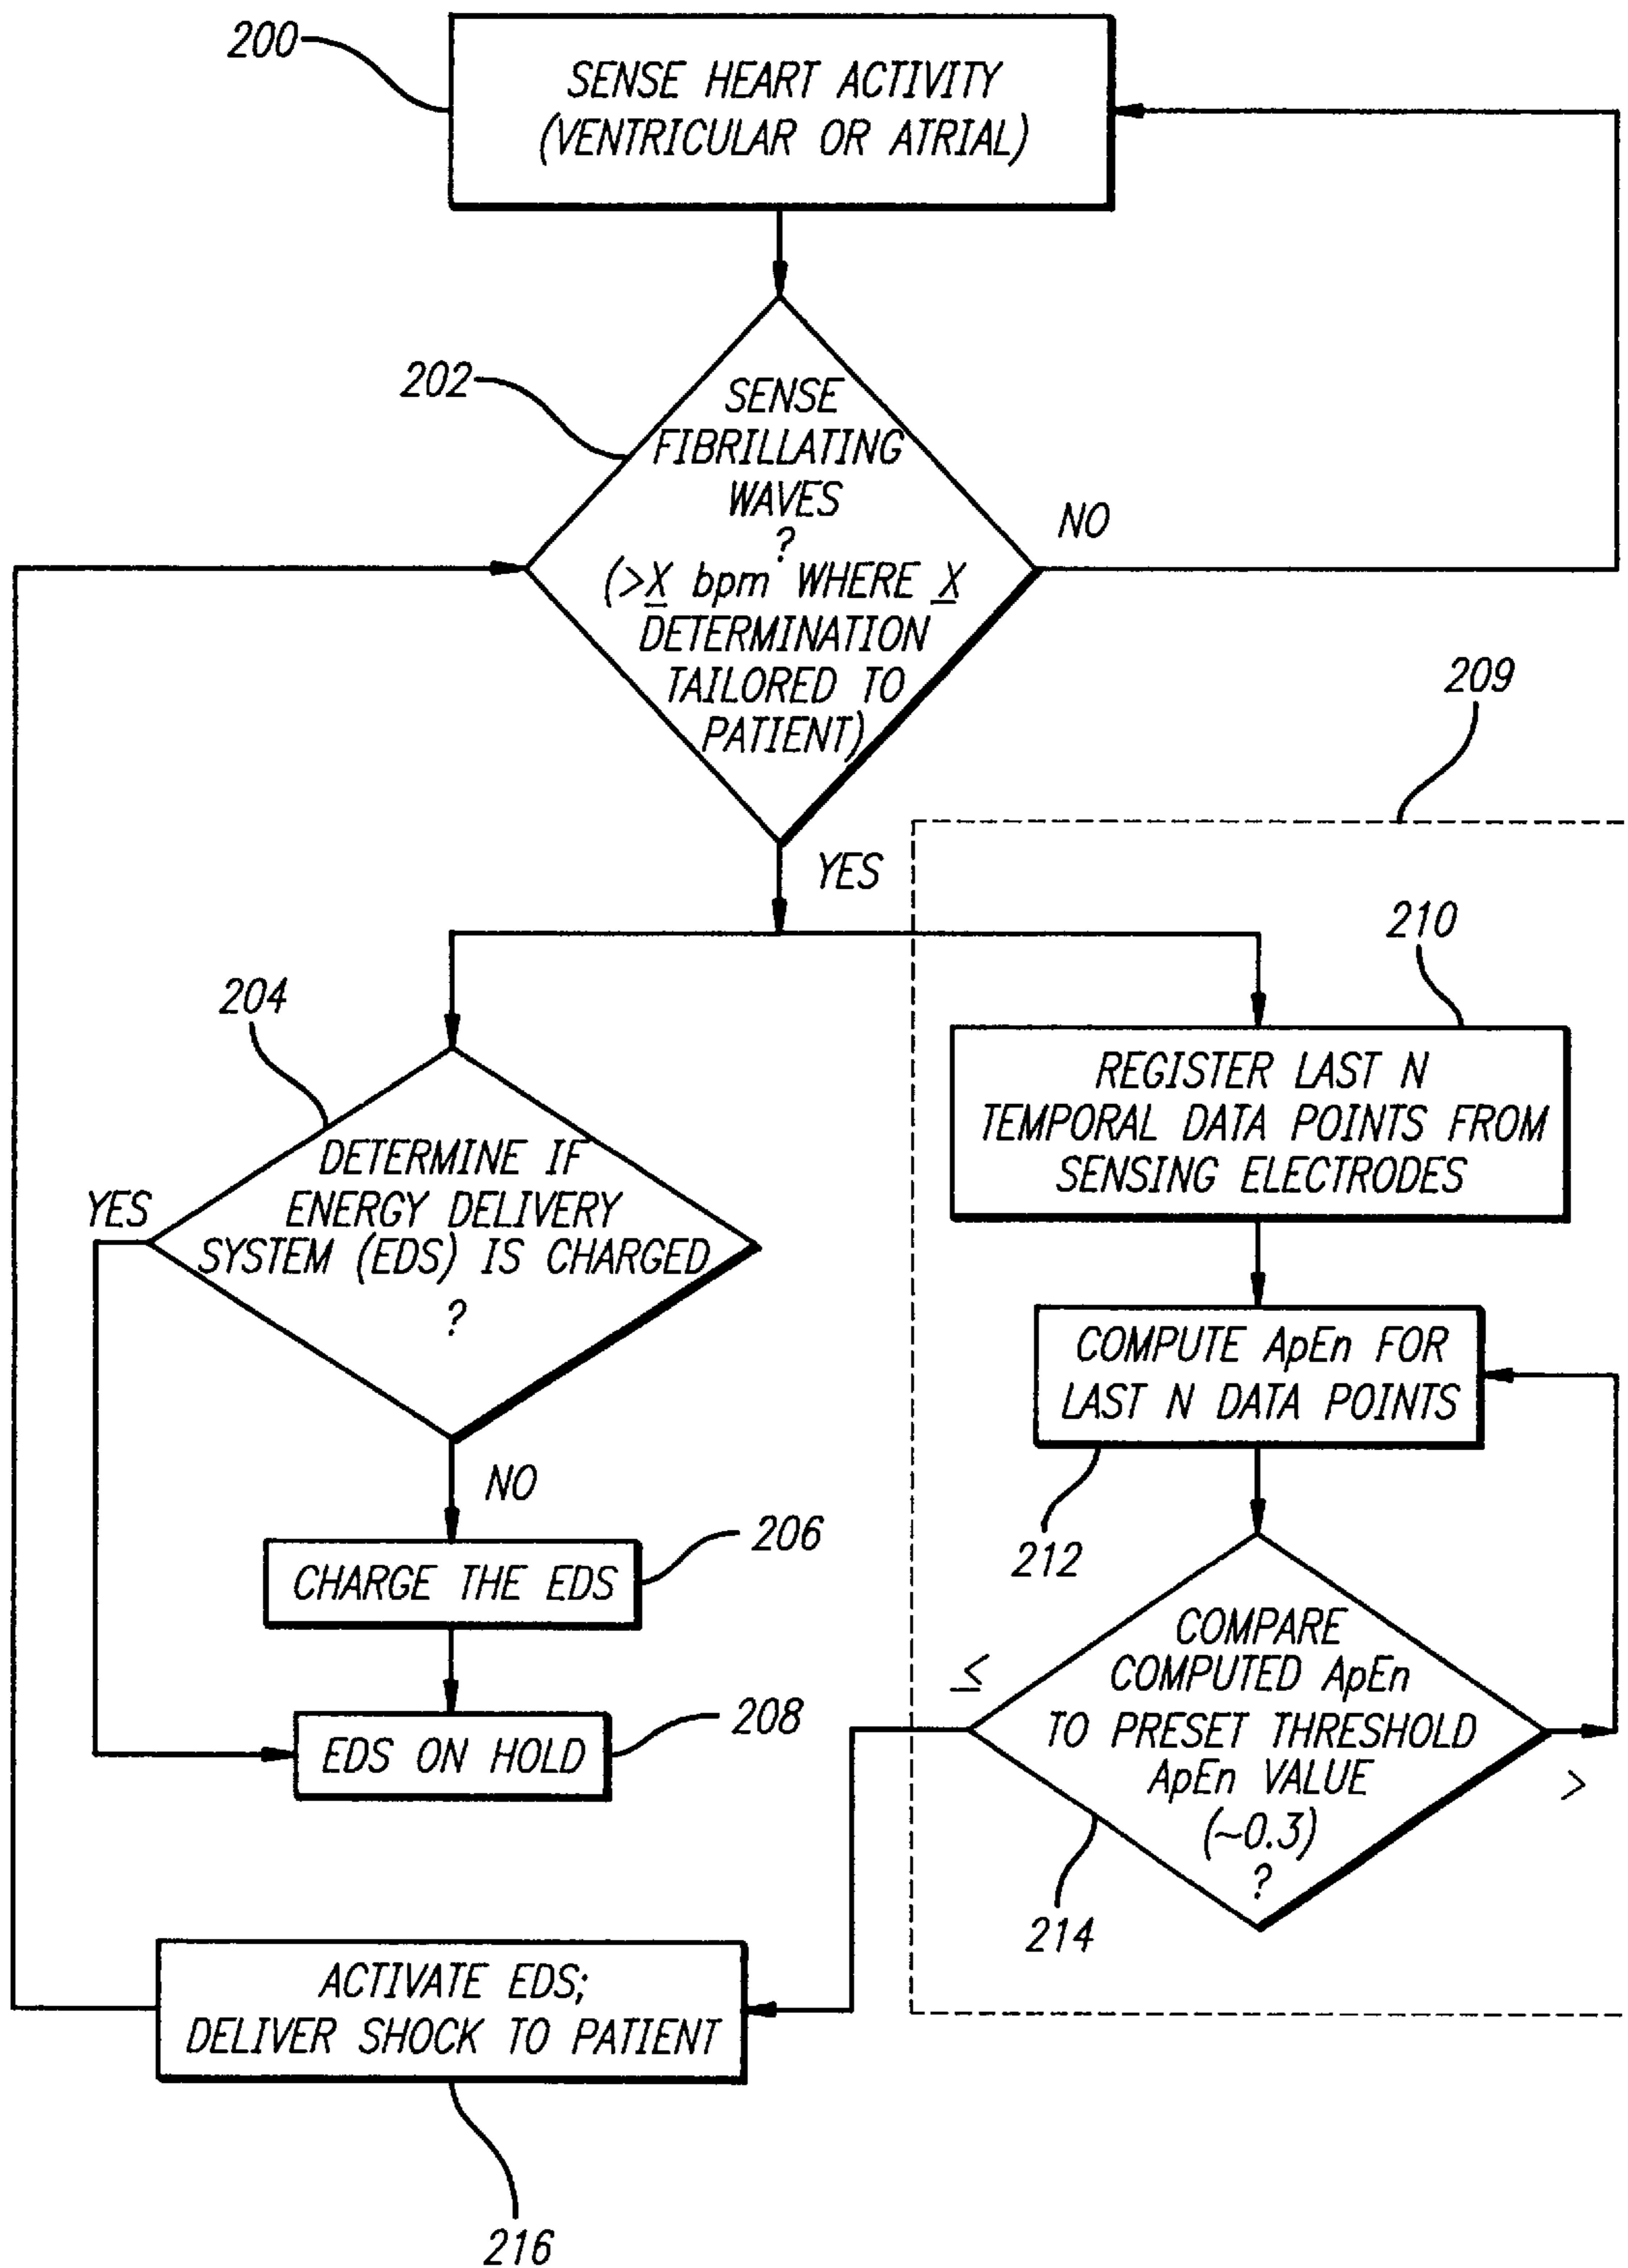 200
SENSE HEART ACTIVITY
(VENTRICULAR OR ATRIAL)
202
SENSE
FIBRILLATING
WAVES
?
(>X bpm WHERE X
DETERMINATION
TAILORED TO
PATIENT)
NO
YES
209
204
DETERMINE IF
ENERGY DELIVERY
SYSTEM (EDS) IS CHARGED
?
YES
NO
206
CHARGE THE EDS
208
EDS ON HOLD
210
REGISTER LAST N
TEMPORAL DATA POINTS FROM
SENSING ELECTRODES
COMPUTE ApEn FOR
LAST N DATA POINTS
212
COMPARE
COMPUTED ApEn
TO PRESET THRESHOLD
ApEn VALUE
(~0.3)
?
≤
>
214
ACTIVATE EDS;
DELIVER SHOCK TO PATIENT
216